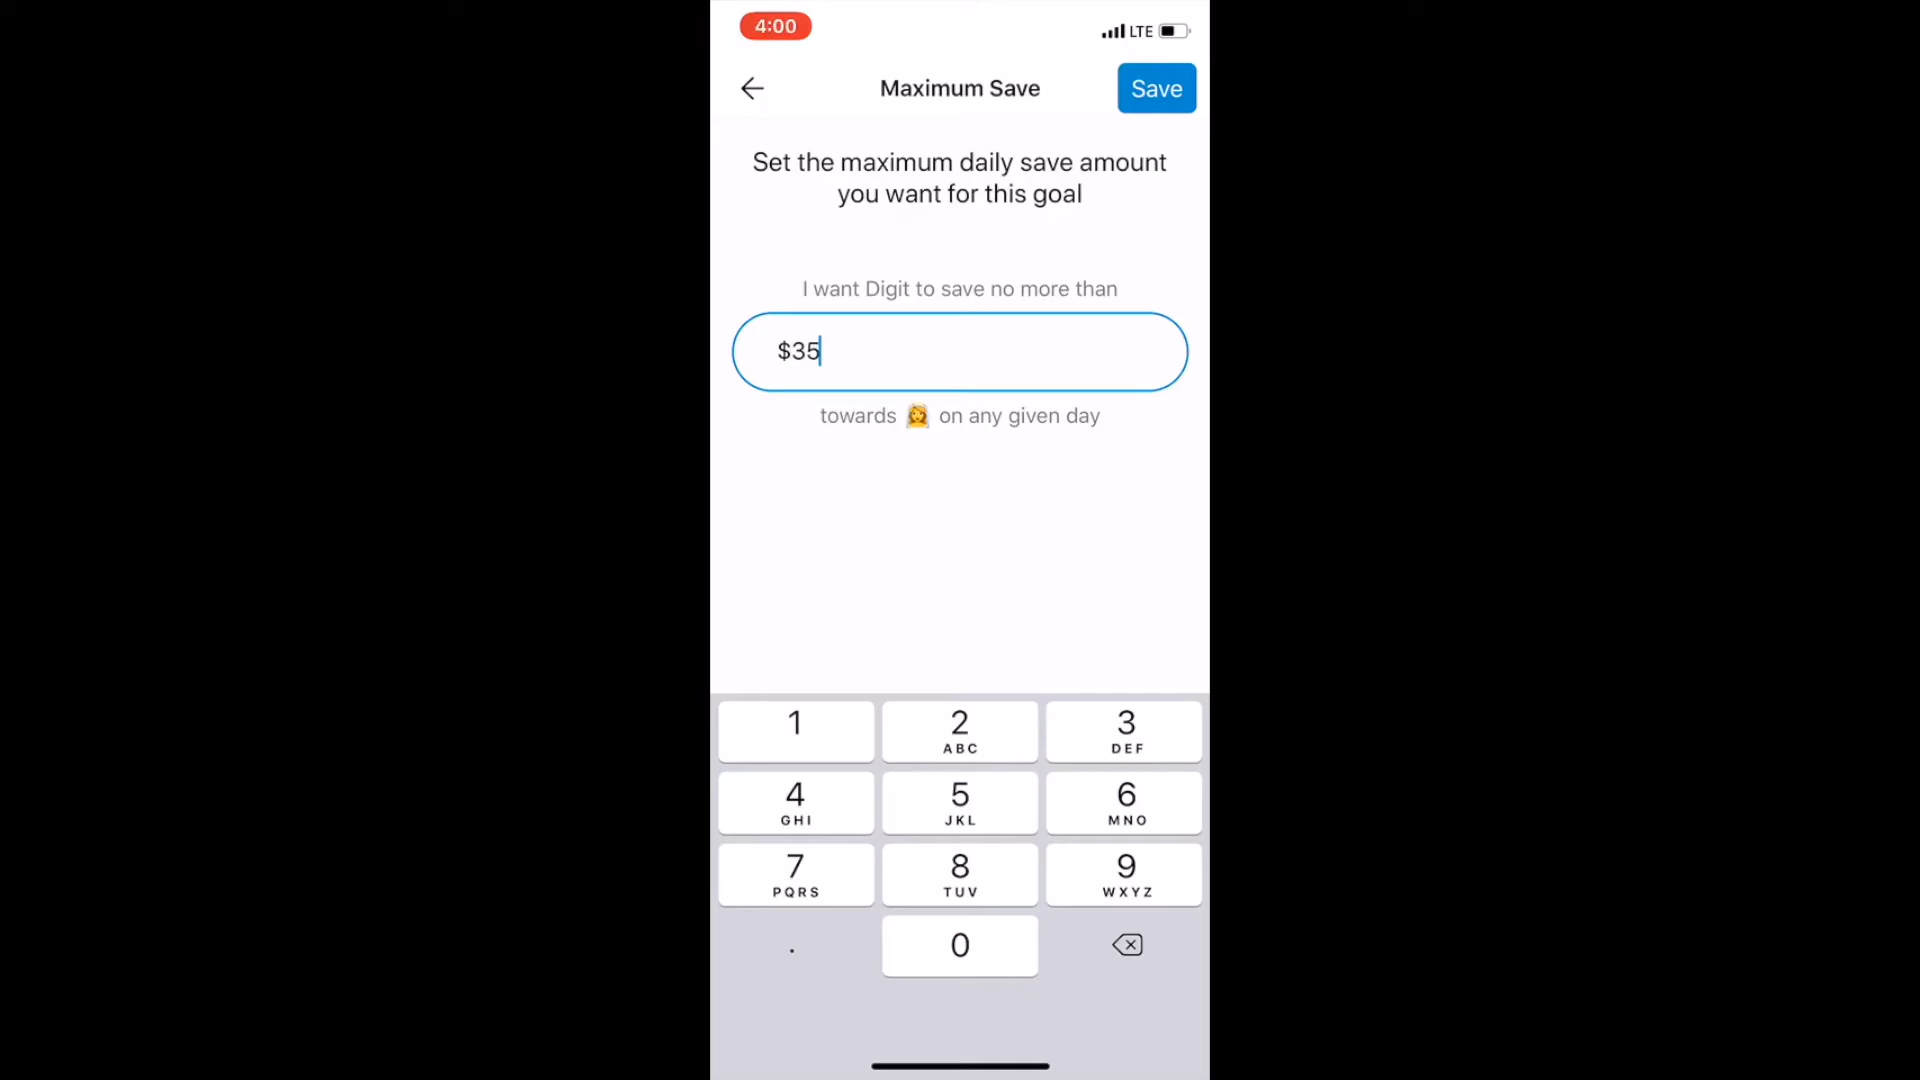 4:00
LTE
Maximum Save
Save
Set the maximum daily save amount
you want for this goal
I want Digit to save no more than
$35
towards 👰 on any given day
1
2
ABC
3
DEF
4
GHI
5
JKL
6
MNO
7
PQRS
8
TUV
9
WXYZ
.
0